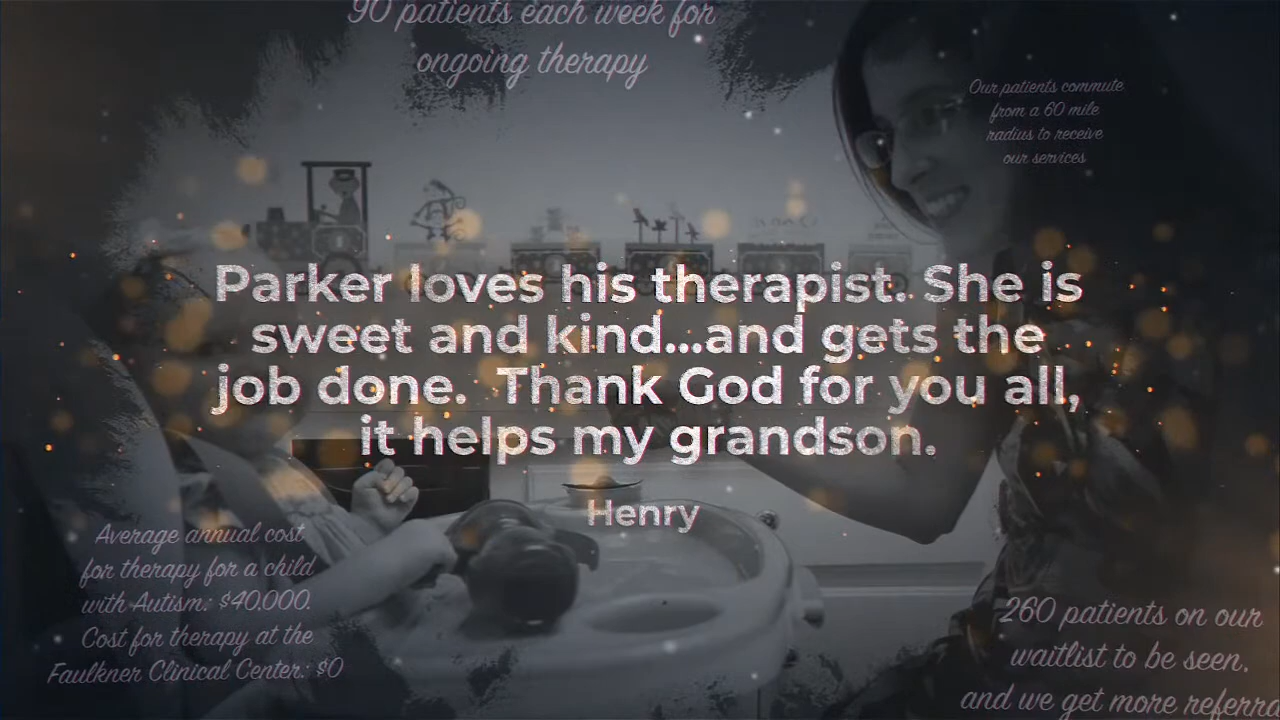 90 patients each week for
ongoing therapy
Our patients commute
from a 60 mile
radius to receive
our services
Parker loves his therapist. She is
sweet and kind...and gets the
job done. Thank God for you all,
it helps my grandson.
Henry
Average annual cost
for therapy for a child
with Autism: $40,000.
Cost for therapy at the
Faulkner Clinical Center: $0
260 patients on our
waitlist to be seen,
and we get more